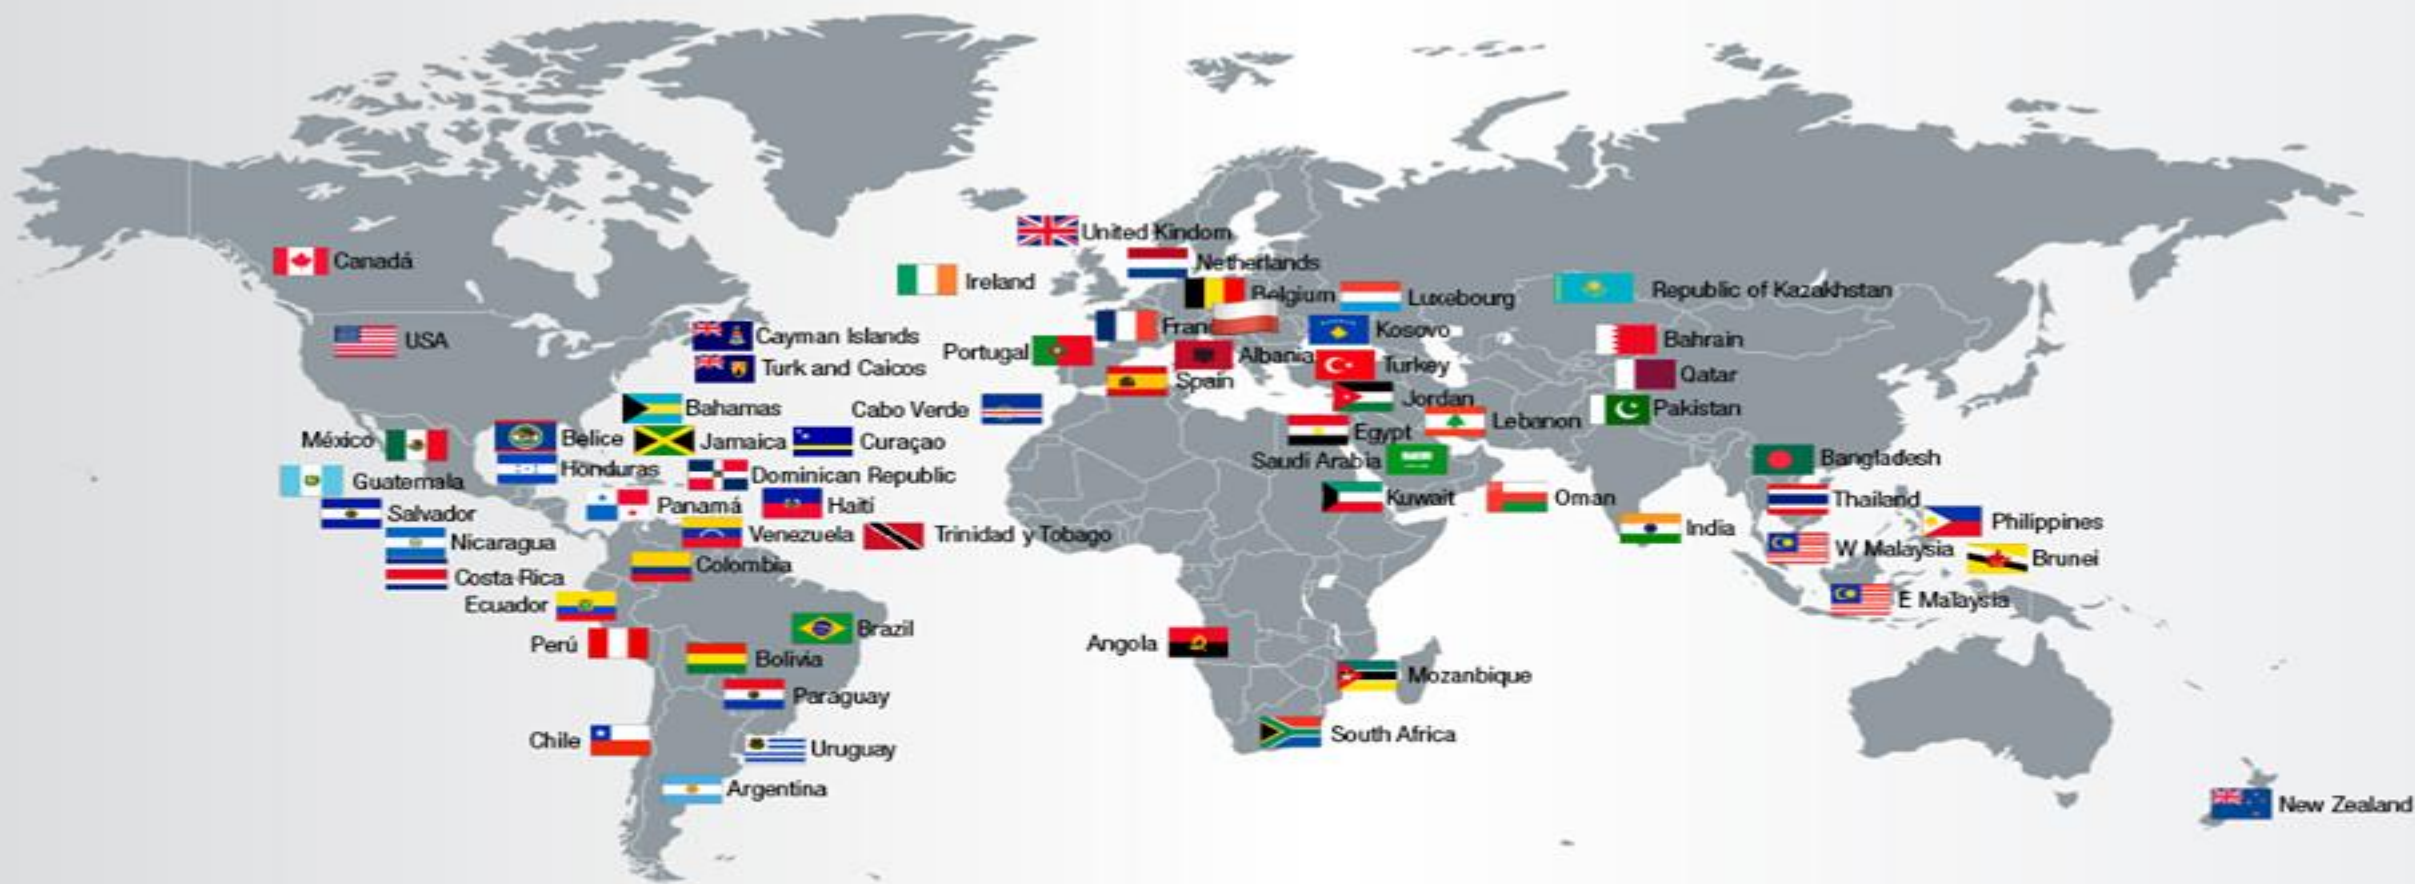 United Kindom
Canadá
Netherlands
Ireland
Belgium
Luxebourg
Republic of Kazakhstan
USA
Cayman Islands
Fran
Kosovo
Bahrain
Portugal
Albania
Turk and Caicos
Turkey
Qatar
Spain
Bahamas
Cabo Verde
Jordan
Pakistan
México
Belice
Jamaica
Curaçao
Egypt
Lebanon
Honduras
Saudi Arabia
Bangladesh
Guatemala
Dominican Republic
Kuwait
Oman
Thailand
Salvador
Panamá
Haití
India
Philippines
Nicaragua
Venezuela
Trinidad y Tobago
W Malaysia
Brunei
Costa Rica
Colombia
Ecuador
E Malaysia
Brazil
Perú
Bolivia
Angola
Paraguay
Mozambique
Chile
Uruguay
South Africa
Argentina
New Zealand